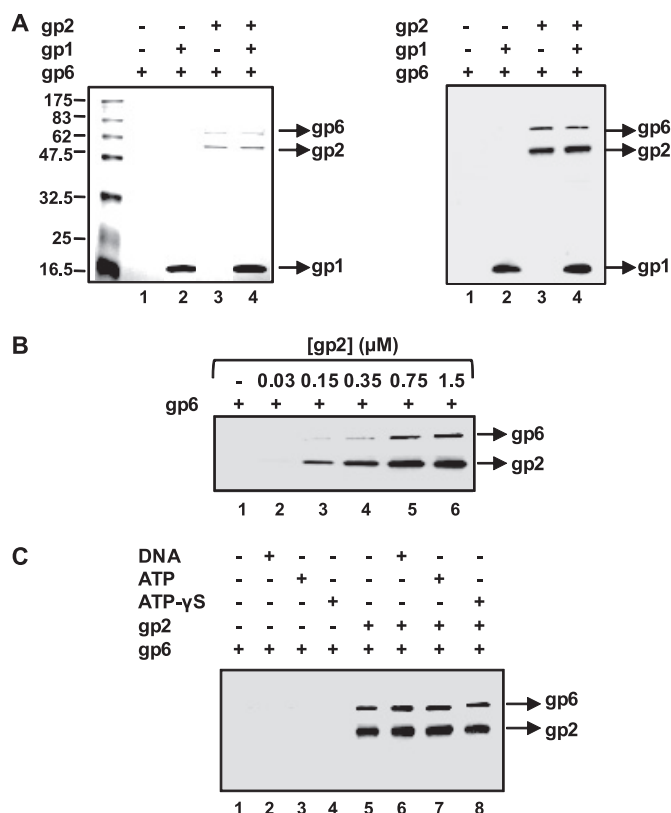 A
gp2 - - + +
gp1 - + - +
gp6 + + + +
175
83
62
47.5
32.5
25
16.5
gp6
gp2
gp1
1 2 3 4
gp2 - - + +
gp1 - + - +
gp6 + + + +
gp6
gp2
gp1
1 2 3 4
B
[gp2] (µM)
- 0.03 0.15 0.35 0.75 1.5
gp6 + + + + + +
gp6
gp2
1 2 3 4 5 6
C
DNA - + - - - + - -
ATP - - + - - - + -
ATP-γS - - - + - - - +
gp2 - - - - + + + +
gp6 + + + + + + + +
gp6
gp2
1 2 3 4 5 6 7 8